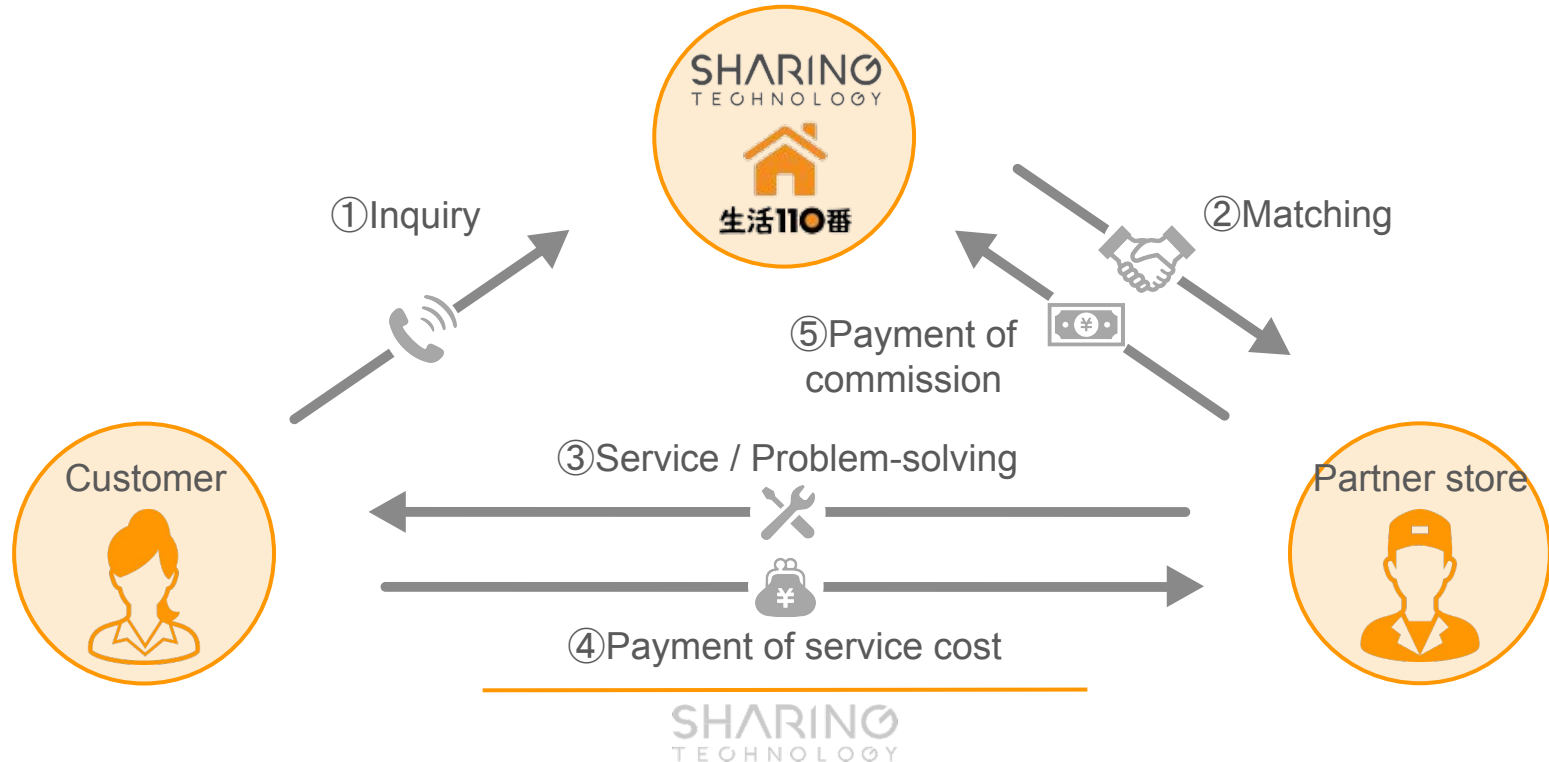 SHARING
TECHNOLOGY
生活110番
①Inquiry
②Matching
⑤Payment of
commission
③Service / Problem-solving
Customer
Partner store
¥
¥
④Payment of service cost
SHARING
TECHNOLOGY